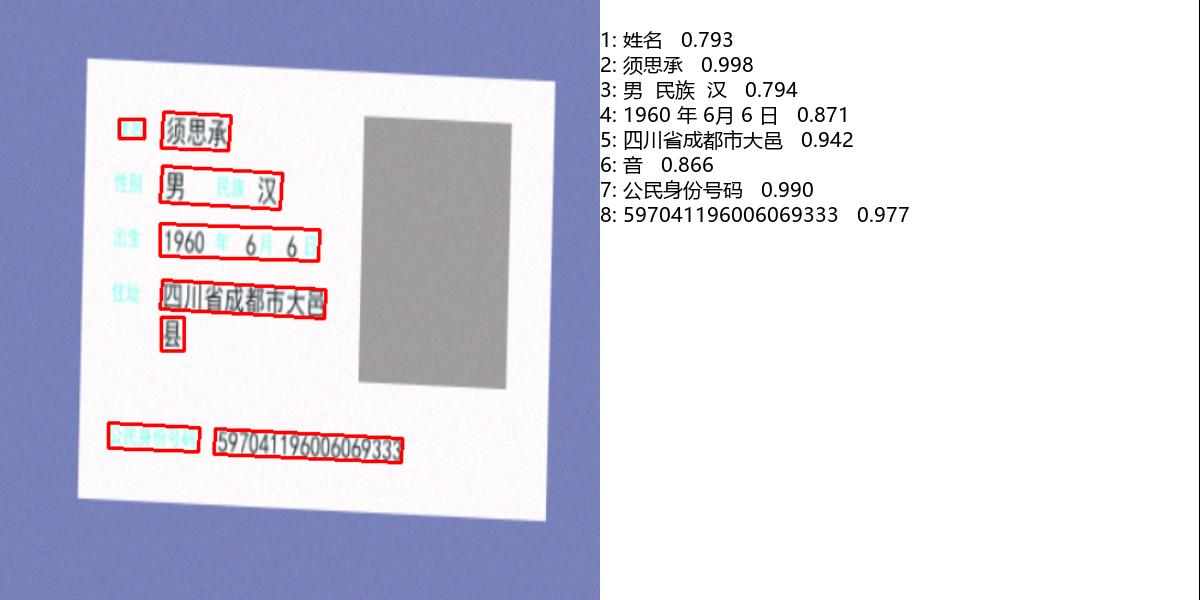 姓名 须思承
性别 男 民族 汉
出生 1960 年 6 月 6 日
住址 四川省成都市大邑
县
公民身份号码 597041196006069333
1: 姓名 0.793
2: 须思承 0.998
3: 男 民族 汉 0.794
4: 1960 年 6月 6 日 0.871
5: 四川省成都市大邑 0.942
6: 音 0.866
7: 公民身份号码 0.990
8: 597041196006069333 0.977